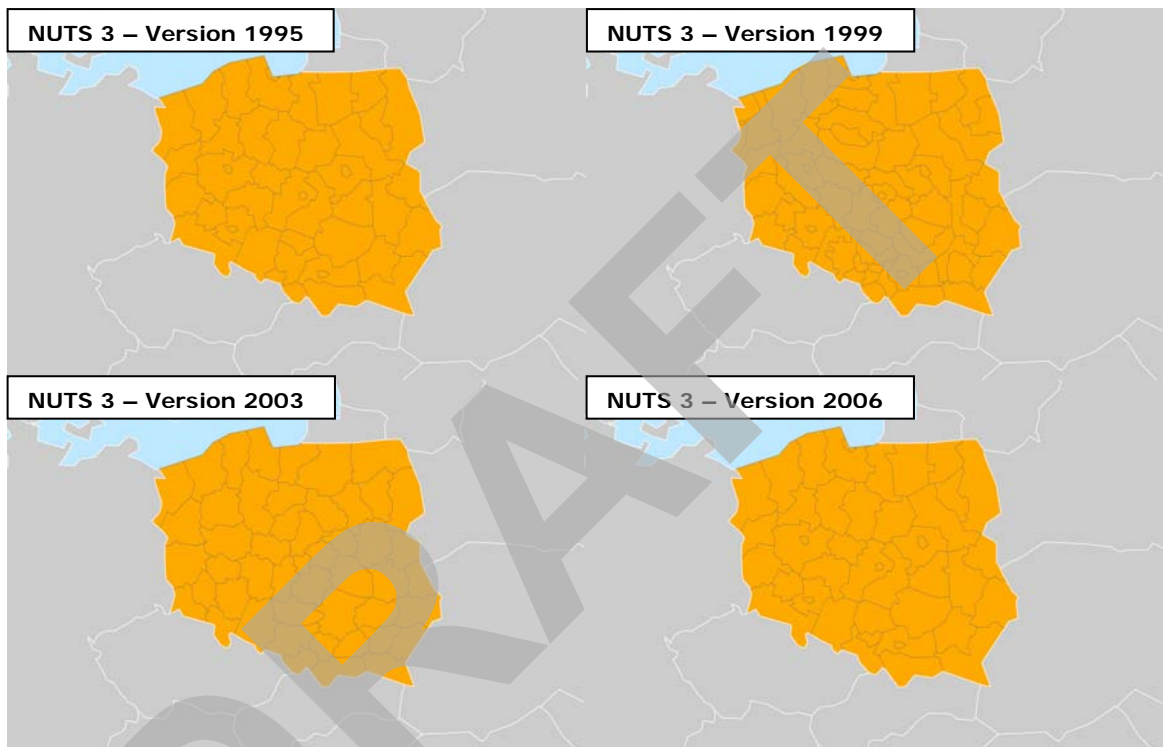 NUTS 3 – Version 1995
NUTS 3 – Version 1999
NUTS 3 – Version 2003
NUTS 3 – Version 2006
DRAFT